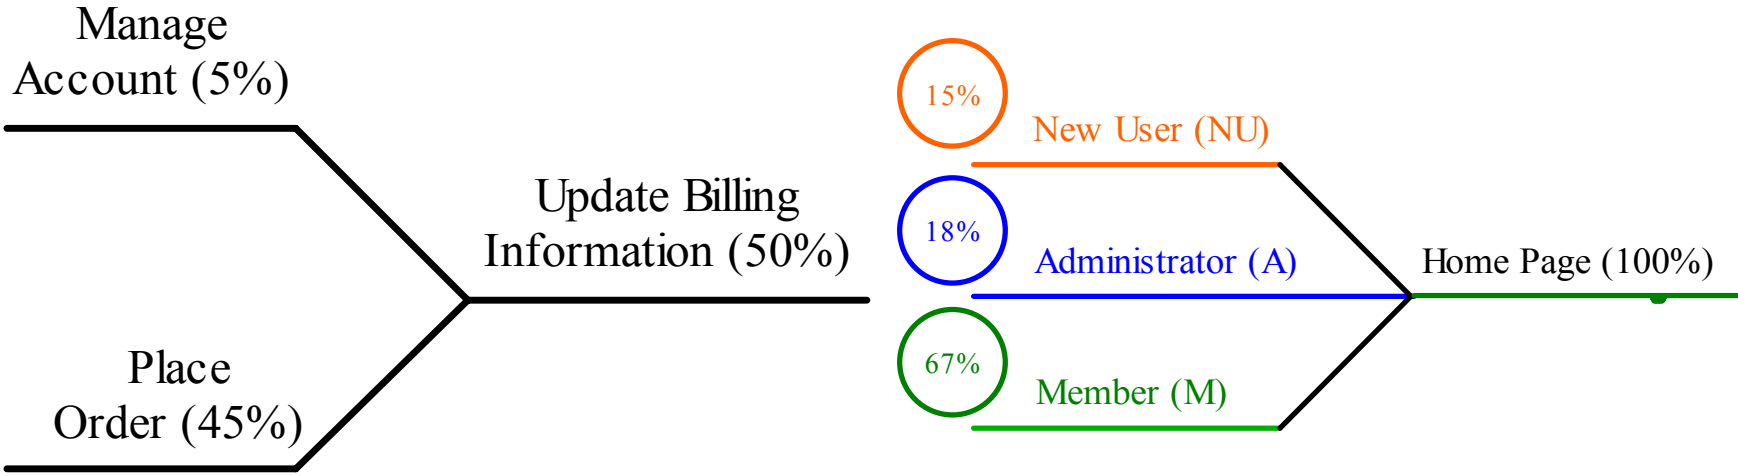 Manage
Account (5%)
Update Billing
Information (50%)
Place
Order (45%)
15%
New User (NU)
18%
Administrator (A)
67%
Member (M)
Home Page (100%)